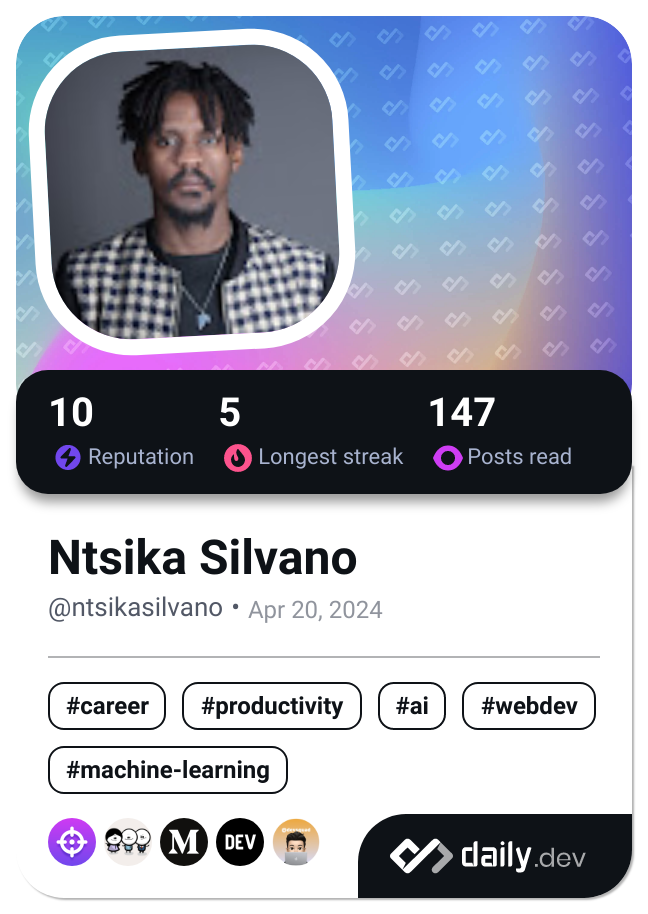 10 5 147
Reputation Longest streak Posts read
Ntsika Silvano
@ntsikasilvano • Apr 20, 2024
#career #productivity #ai #webdev
#machine-learning
M DEV
daily.dev